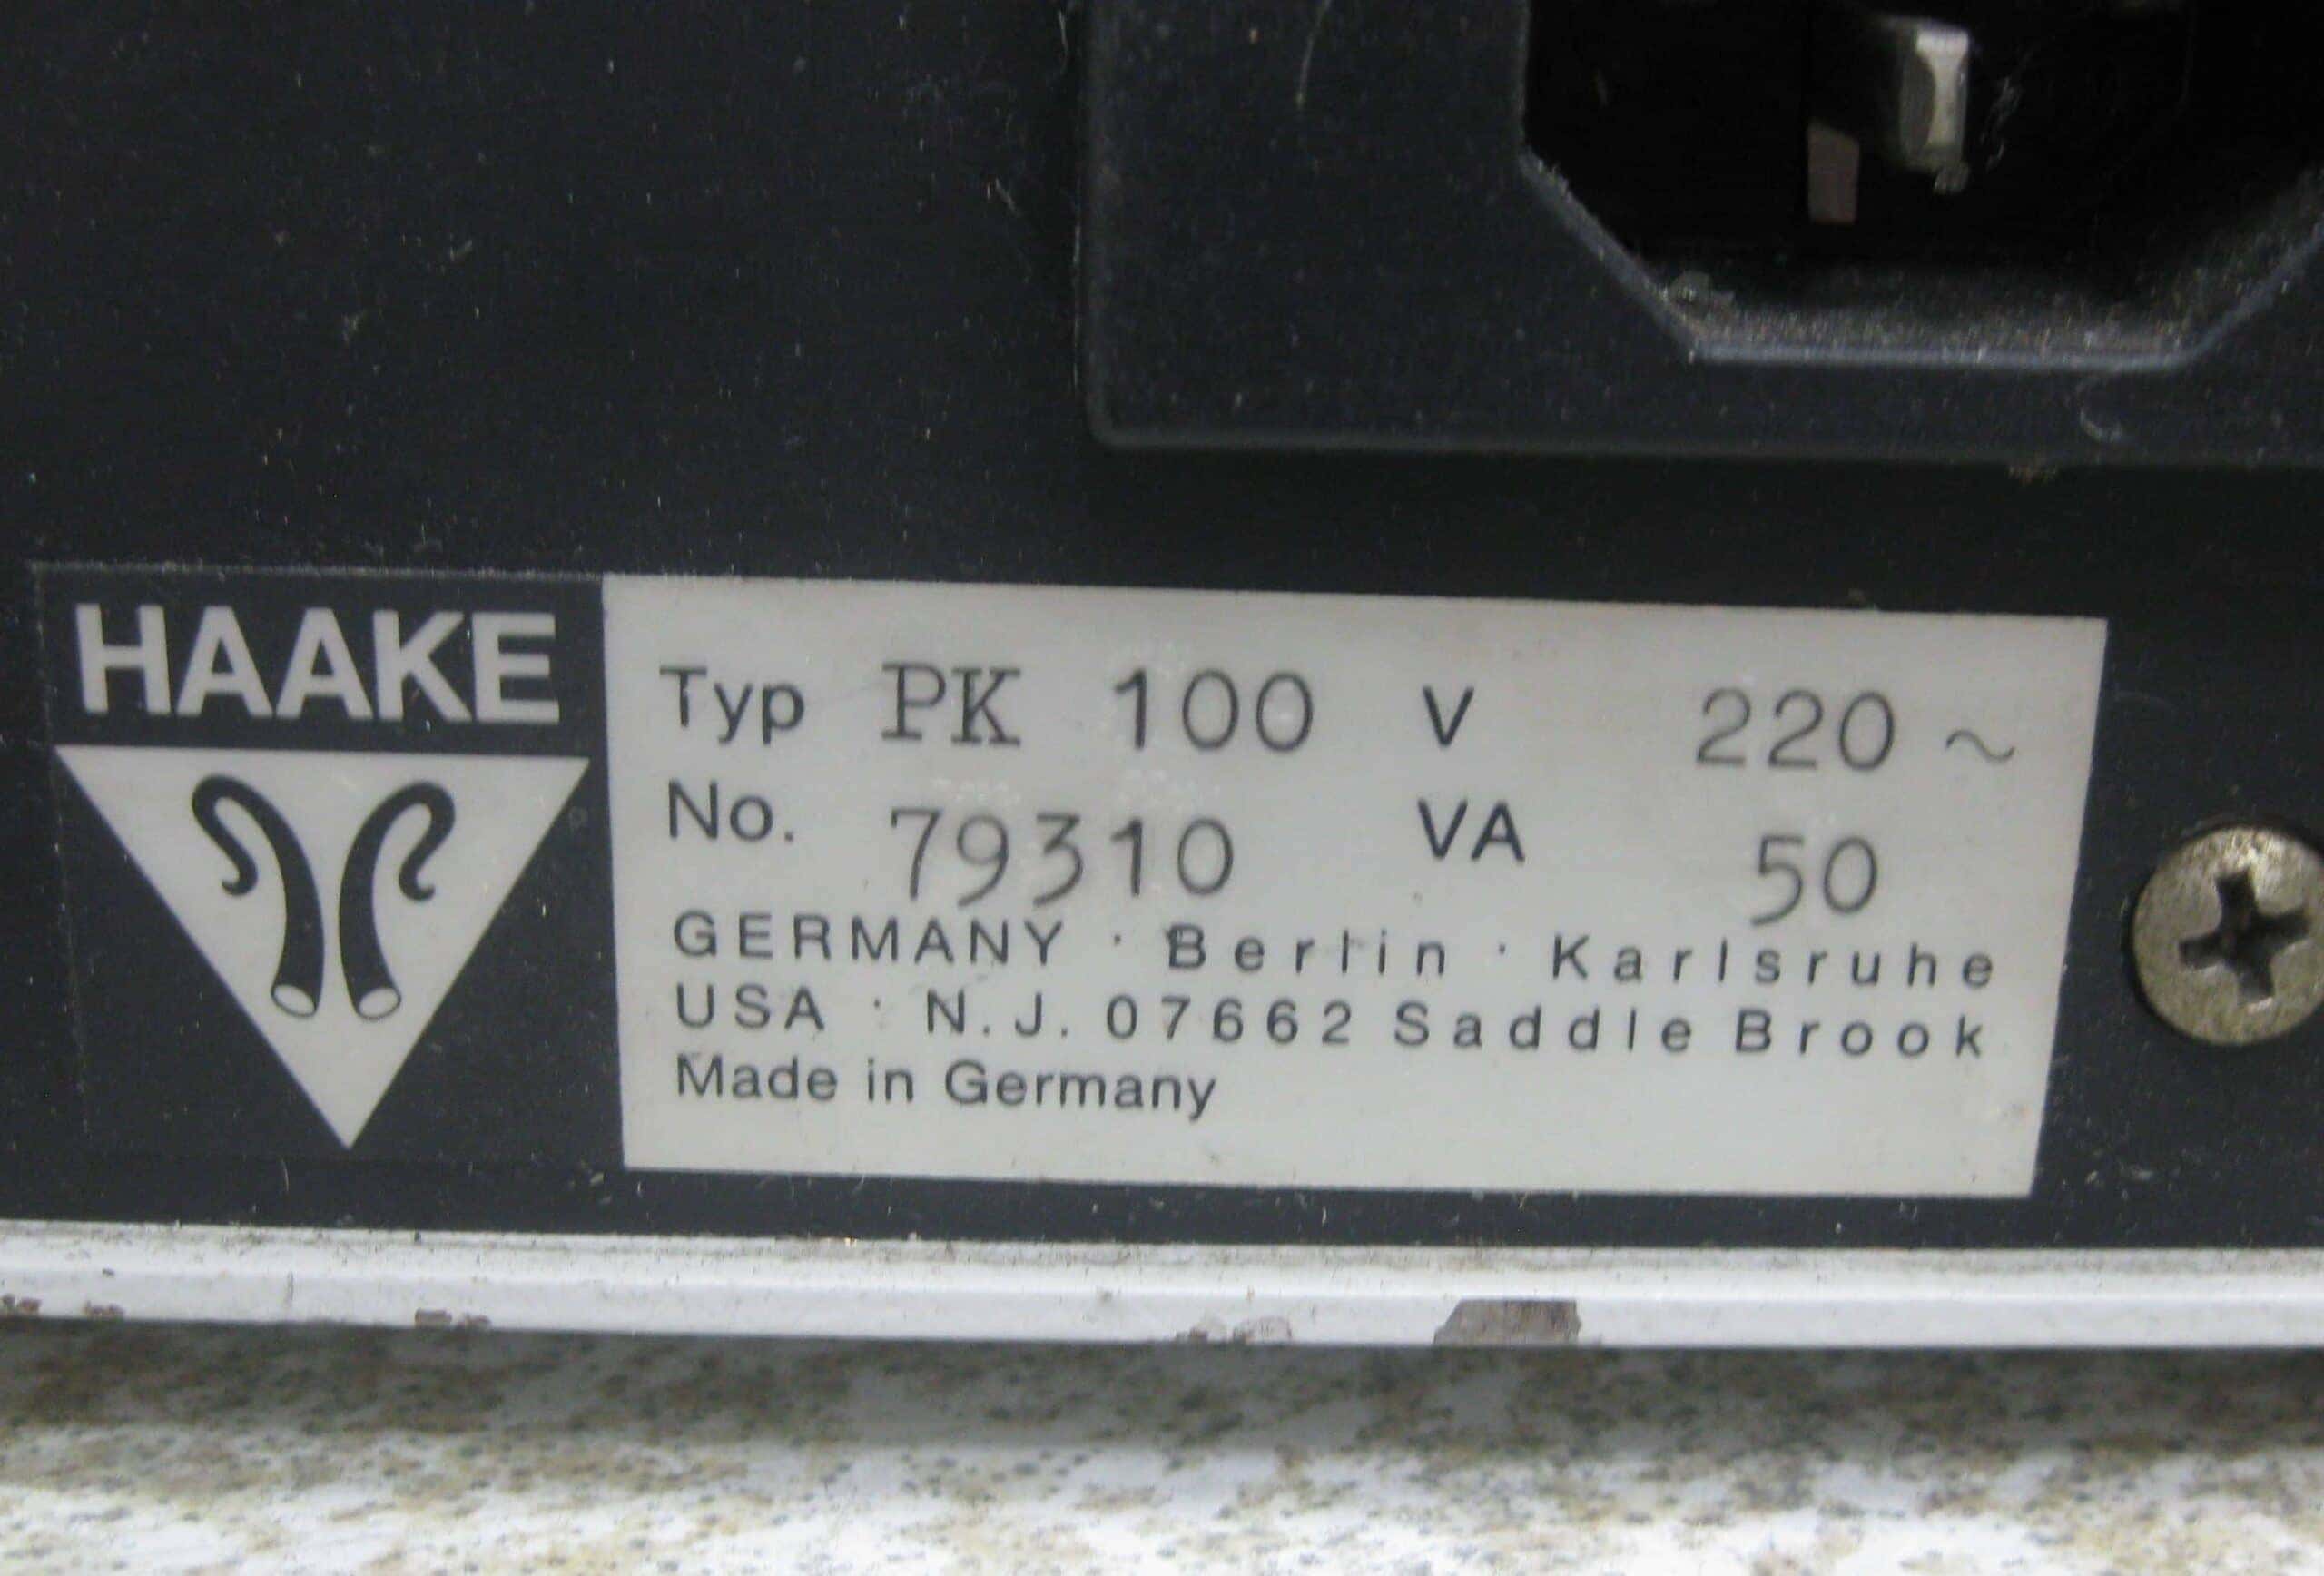 HAAKE
Typ PK 100 V 220 ~
No. 79310 VA 50
GERMANY · Berlin · Karlsruhe
USA · N.J. 07662 Saddle Brook
Made in Germany